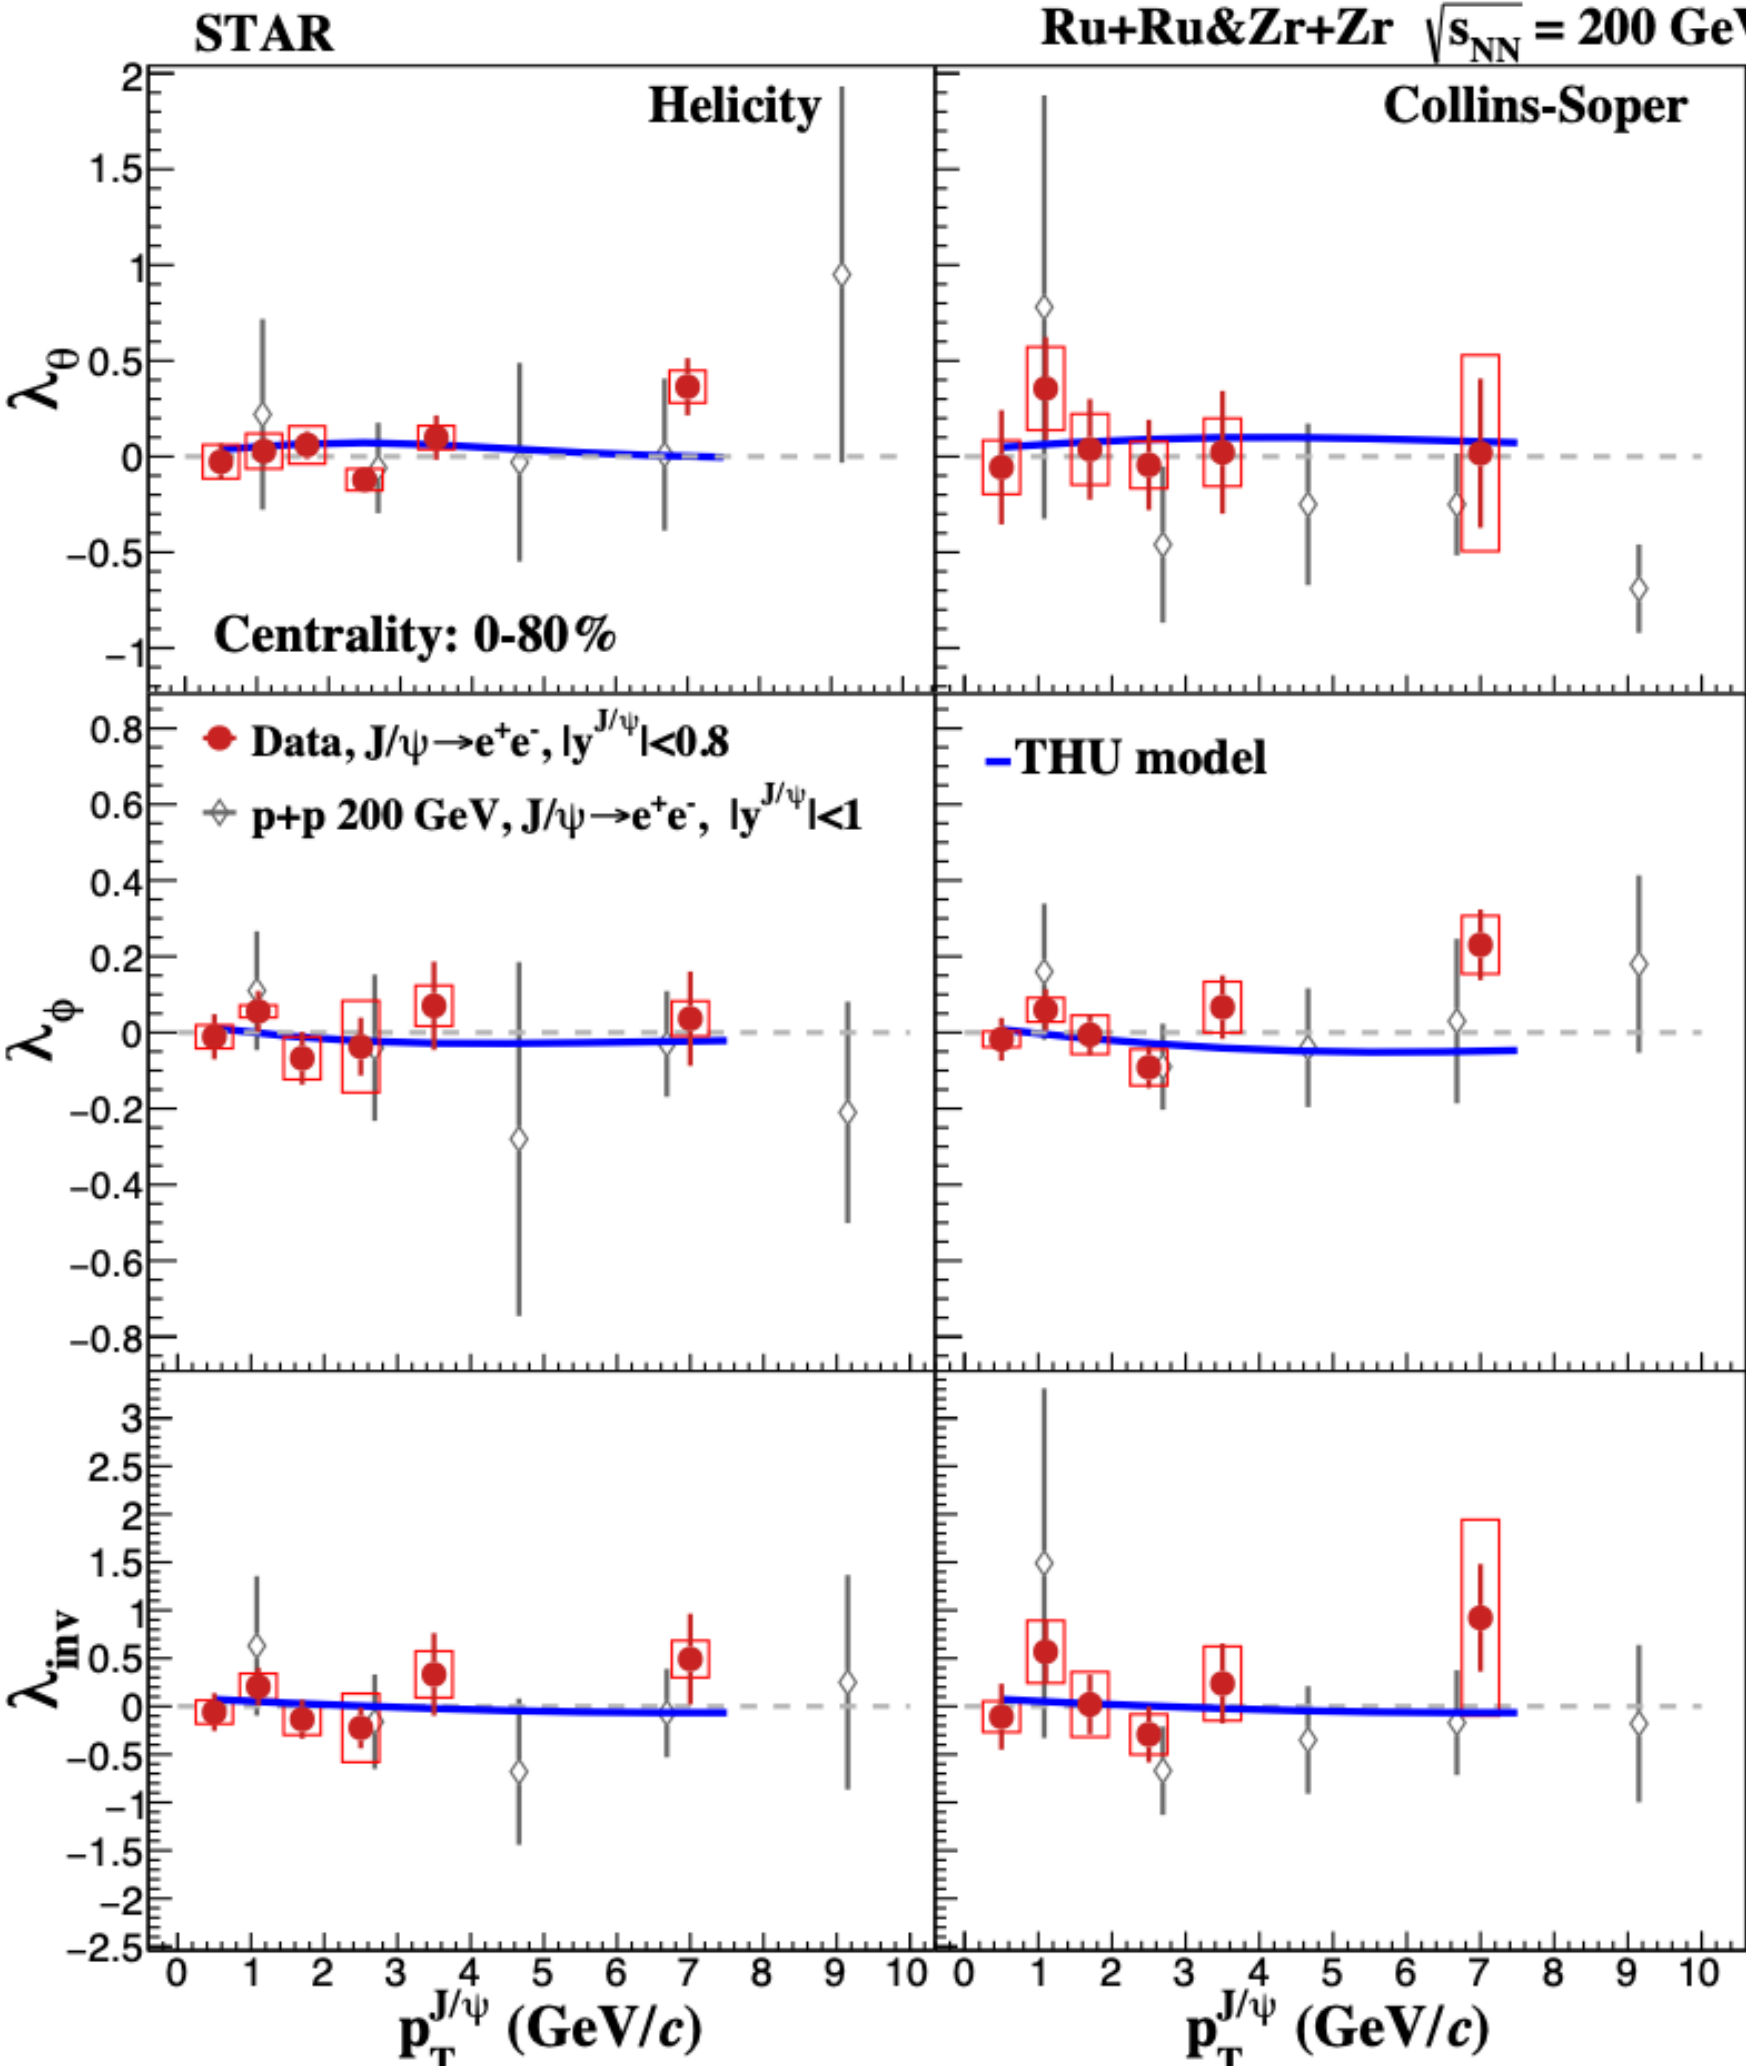 STAR
Ru+Ru&Zr+Zr √sNN = 200 GeV
Helicity
Collins-Soper
2
1.5
1
0.5
0
−0.5
−1
λθ
Centrality: 0-80%
Data, J/ψ→e+e-, |yJ/ψ|<0.8
p+p 200 GeV, J/ψ→e+e-, |yJ/ψ|<1
THU model
0.8
0.6
0.4
0.2
0
−0.2
−0.4
−0.6
−0.8
λϕ
3
2.5
2
1.5
1
0.5
0
−0.5
−1
−1.5
−2
−2.5
λinv
0 1 2 3 4 5 6 7 8 9 10
0 1 2 3 4 5 6 7 8 9 10
pTJ/ψ (GeV/c)
pTJ/ψ (GeV/c)